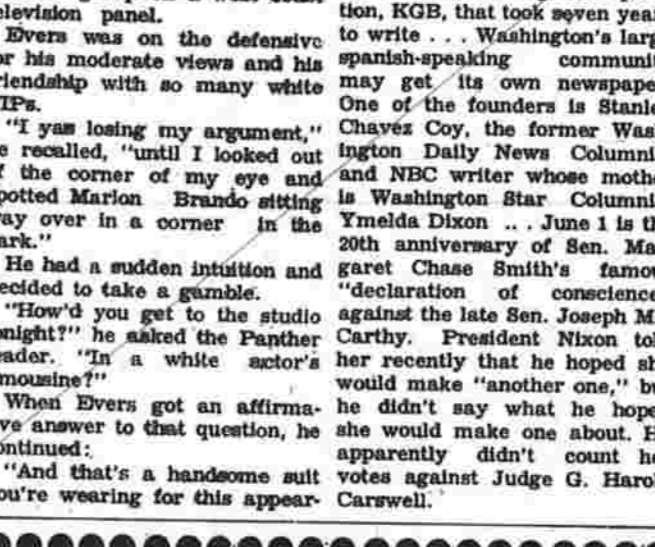 elevision panel.
Evers was on the defensive
or his moderate views and his
riendship with so many white
IPs.
"I yas losing my argument,"
e recalled, "until I looked out
f the corner of my eye and
potted Marlon Brando sitting
ay over in a corner in the
ark."
He had a sudden intuition and
ecided to take a gamble.
"How'd you get to the studio
onight?" he asked the Panther
eader. "In a white actor's
mousine?"
When Evers got an affirma-
ve answer to that question, he
ontinued:
"And that's a handsome suit
ou're wearing for this appear-
tion, KGB, that took seven year
to write . . . Washington's larg
spanish-speaking communit
may get its own newspape
One of the founders is Stanle
Chavez Coy, the former Was
ington Daily News Columni
and NBC writer whose moth
is Washington Star Columni
Ymelda Dixon .. . June 1 is th
20th anniversary of Sen. Ma
garet Chase Smith's famou
"declaration of conscience
against the late Sen. Joseph M
Carthy. President Nixon tol
her recently that he hoped sh
would make "another one," bu
he didn't say what he hope
she would make one about. H
apparently didn't count he
votes against Judge G. Harol
Carswell.